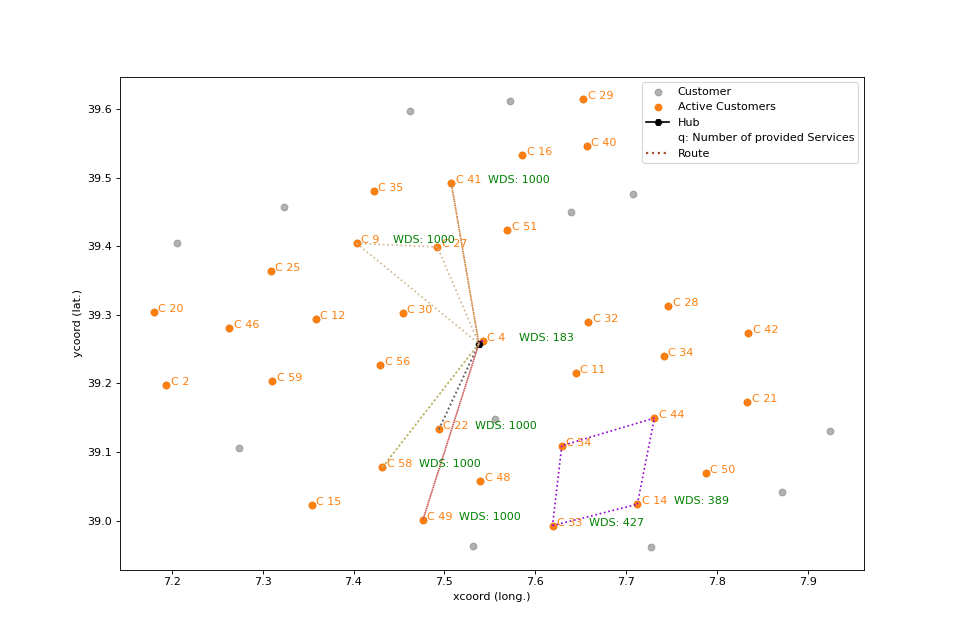 Customer
Active Customers
Hub
q: Number of provided Services
Route
C 29
C 40
C 16
C 41 WDS: 1000
C 35
C 51
C 9 WDS: 1000
C 27
C 25
C 20
C 30
C 12
C 46
C 28
C 32
C 42
C 4 WDS: 183
C 34
C 56
C 11
C 59
C 2
C 21
C 44
C 22 WDS: 1000
C 54
C 58 WDS: 1000
C 50
C 48
C 15
C 14 WDS: 389
C 49 WDS: 1000
C 53 WDS: 427
39.6
39.5
39.4
39.3
39.2
39.1
39.0
ycoord (lat.)
7.2 7.3 7.4 7.5 7.6 7.7 7.8 7.9
xcoord (long.)